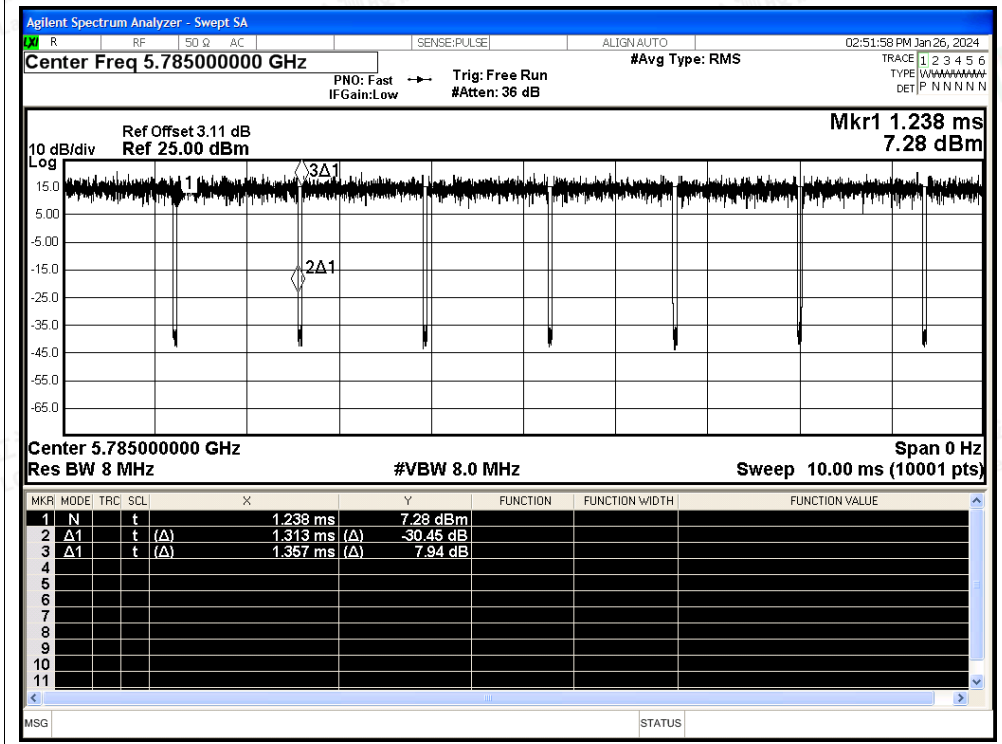 Agilent Spectrum Analyzer - Swept SA
LXI R RF 50 Ω AC SENSE:PULSE ALIGN AUTO 02:51:58 PM Jan 26, 2024
Center Freq 5.785000000 GHz #Avg Type: RMS TRACE 1 2 3 4 5 6
PNO: Fast Trig: Free Run TYPE W
IFGain:Low #Atten: 36 dB DET P N N N N N
Mkr1 1.238 ms
Ref Offset 3.11 dB
10 dB/div Ref 25.00 dBm 7.28 dBm
Log
3Δ1
15.0 1
5.00
-5.00
-15.0 2Δ1
-25.0
-35.0
-45.0
-55.0
-65.0
Center 5.785000000 GHz Span 0 Hz
Res BW 8 MHz #VBW 8.0 MHz Sweep 10.00 ms (10001 pts)
MKR MODE TRC SCL X Y FUNCTION FUNCTION WIDTH FUNCTION VALUE
1 N t 1.238 ms 7.28 dBm
2 Δ1 t (Δ) 1.313 ms (Δ) -30.45 dB
3 Δ1 t (Δ) 1.357 ms (Δ) 7.94 dB
4
5
6
7
8
9
10
11
MSG STATUS